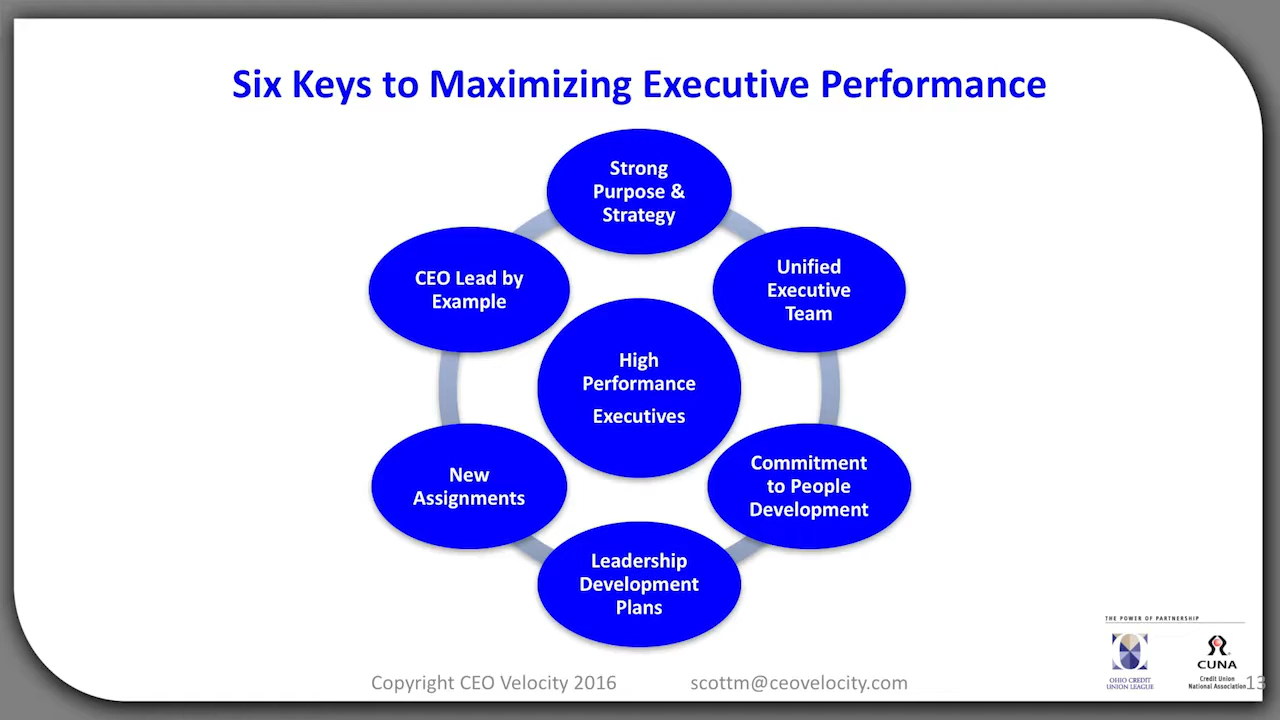 Six Keys to Maximizing Executive Performance
Strong
Purpose &
Strategy
Unified
Executive
Team
Commitment
to People
Development
Leadership
Development
Plans
New
Assignments
CEO Lead by
Example
High
Performance
Executives
THE POWER OF PARTNERSHIP
OHIO CREDIT
UNION LEAGUE
CUNA
Credit Union
National Association
Copyright CEO Velocity 2016
scottm@ceovelocity.com
13